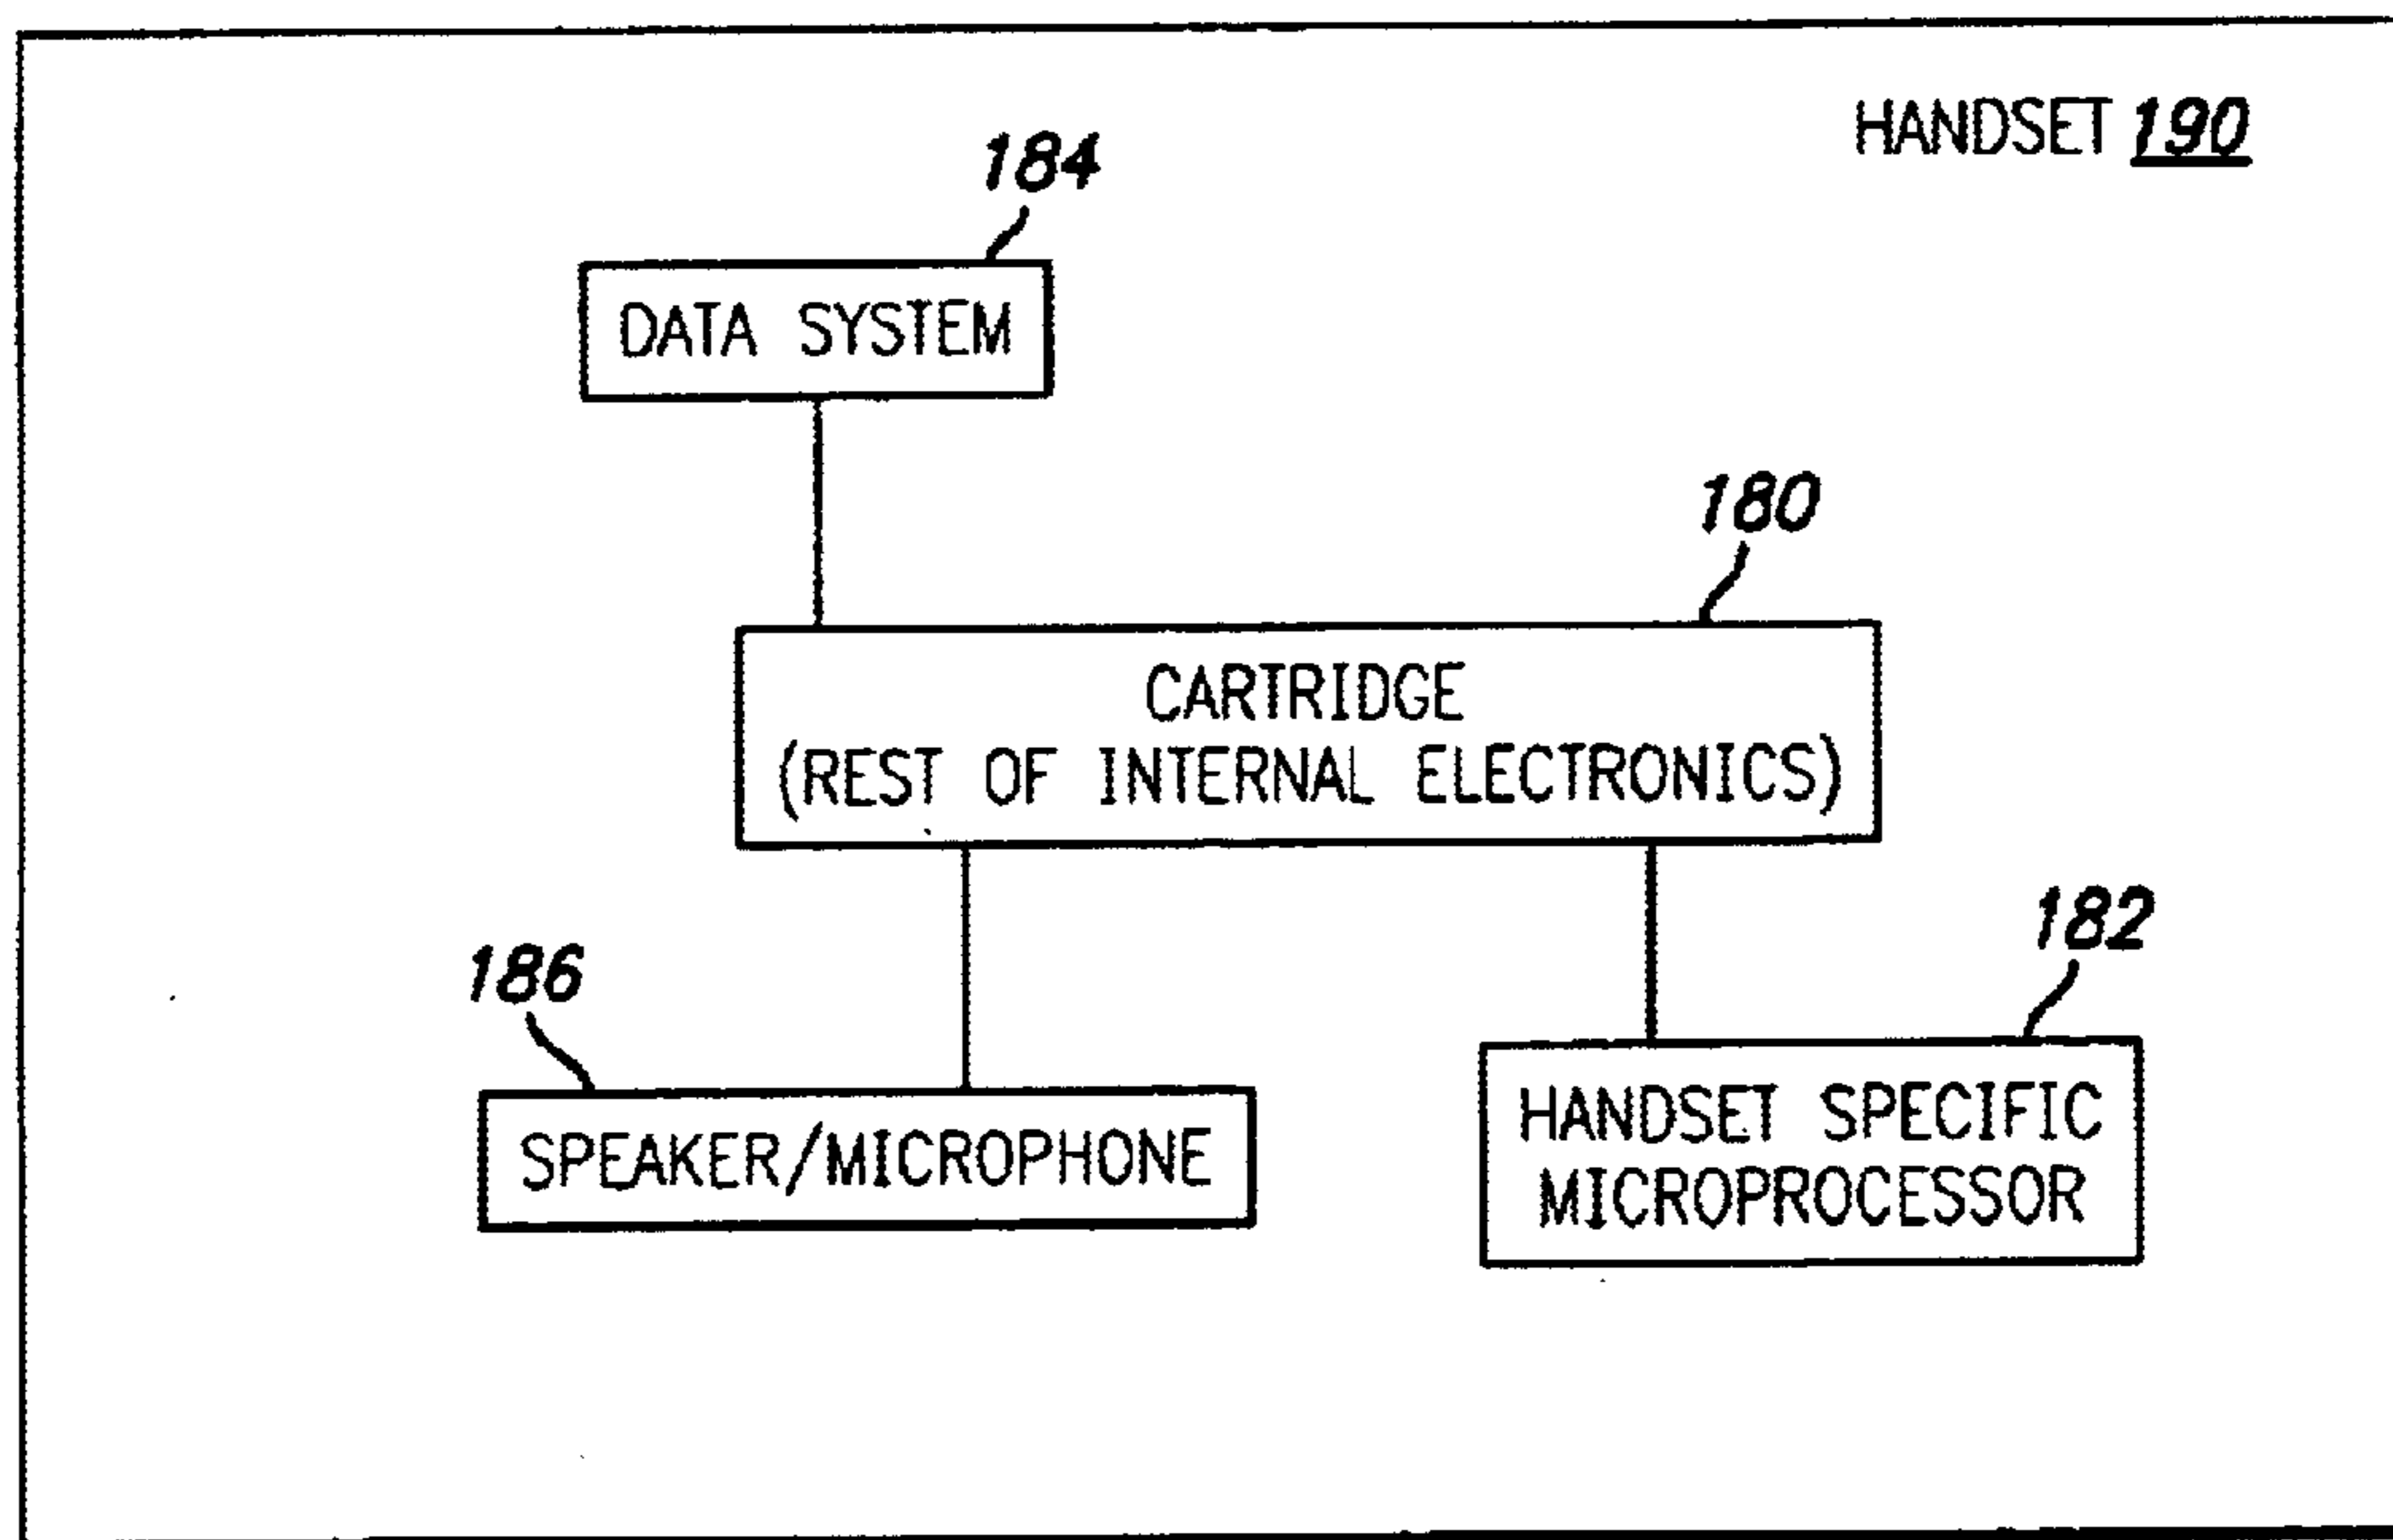 HANDSET 190
184
DATA SYSTEM
180
CARTRIDGE
(REST OF INTERNAL ELECTRONICS)
186
SPEAKER/MICROPHONE
182
HANDSET SPECIFIC
MICROPROCESSOR